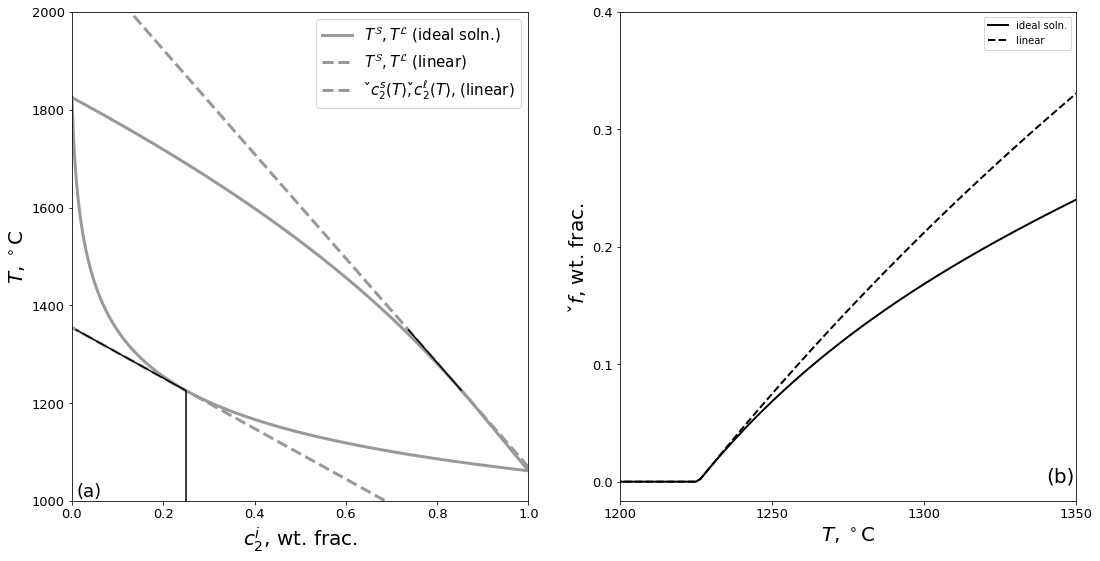 2000
1800
1600
1400
1200
1000
T, °C
0.0 0.2 0.4 0.6 0.8 1.0
c₂ⁱ, wt. frac.
T^𝒮, T^ℒ (ideal soln.)
T^𝒮, T^ℒ (linear)
ˇc₂ˢ(T),ˇc₂^ℓ(T), (linear)
(a)
0.4
0.3
0.2
0.1
0.0
ˇf, wt. frac.
1200 1250 1300 1350
T, °C
ideal soln.
linear
(b)